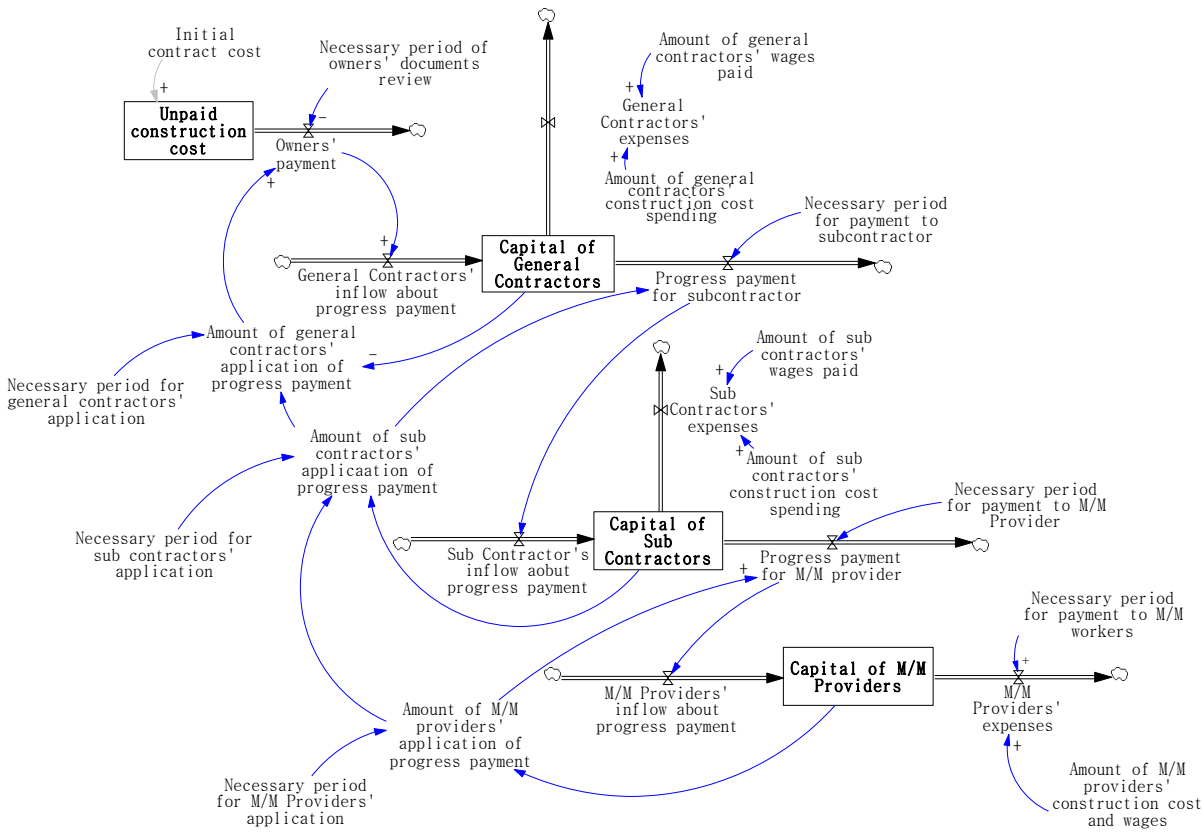 Initial
contract cost
+
Necessary period of
owners' documents
review
−
Unpaid
construction
cost
Owners'
payment
+
Amount of general
contractors' wages
paid
+
General
Contractors'
expenses
+
Amount of general
contractors'
construction cost
spending
Necessary period
for payment to
subcontractor
+
General Contractors'
inflow about
progress payment
Capital of
General
Contractors
Progress payment
for subcontractor
Amount of general
contractors'
application of
progress payment
−
Necessary period for
general contractors'
application
Amount of sub
contractors'
wages paid
+
Sub
Contractors'
expenses
+
Amount of sub
contractors'
construction cost
spending
Amount of sub
contractors'
applicaation of
progress payment
Necessary period for
sub contractors'
application
Necessary period
for payment to M/M
Provider
Sub Contractor's
inflow aobut
progress payment
Capital of
Sub
Contractors
Progress payment
for M/M provider
+
Necessary period
for payment to M/M
workers
+
M/M Providers'
inflow about
progress payment
Capital of M/M
Providers
M/M
Providers'
expenses
+
Amount of M/M
providers'
application of
progress payment
Necessary period
for M/M Providers'
application
Amount of M/M
providers'
construction cost
and wages